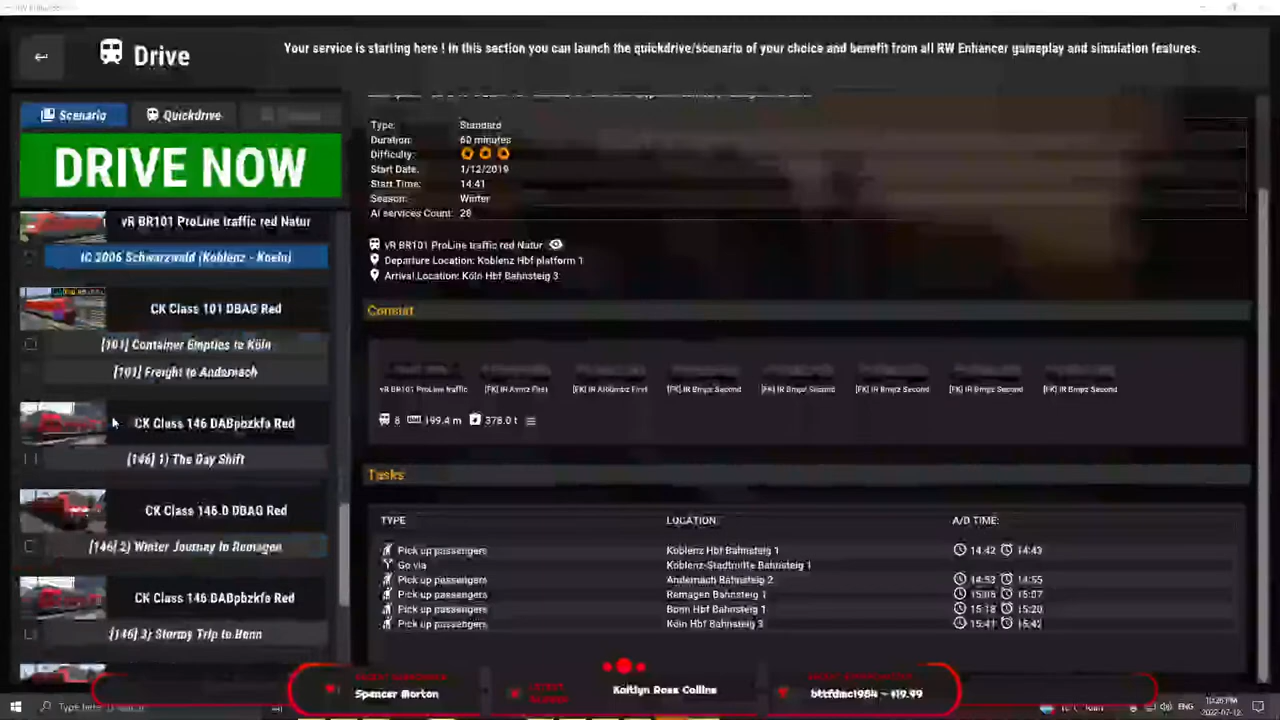 Drive
Your service is starting here ! In this section you can launch the quickdrive/scenario of your choice and benefit from all RW Enhancer gameplay and simulation features.
Scenario
Quickdrive
DRIVE NOW
vR BR101 ProLine traffic red Natur
IC 2006 Schwarzwald (Koblenz - Koeln)
CK Class 101 DBAG Red
[101] Container Empties to Köln
[101] Freight to Andernach
CK Class 146 DABpbzkfa Red
[146] 1) The Day Shift
CK Class 146.0 DBAG Red
[146] 2) Winter Journey to Remagen
CK Class 146 DABpbzkfa Red
[146] 3) Stormy Trip to Bonn
Type: Standard
Duration: 60 minutes
Difficulty:
Start Date: 1/12/2019
Start Time: 14:41
Season: Winter
AI services Count: 28
vR BR101 ProLine traffic red Natur
Departure Location: Koblenz Hbf platform 1
Arrival Location: Köln Hbf Bahnsteig 3
Consist
vR BR101 ProLine traffic
[FK] IR Bmpz Second
[FK] IR Bmpz Second
[FK] IR Bmpz Second
[FK] IR Bmpz Second
[FK] IR Bmpz Second
8 199.4 m 378.0 t
Tasks
TYPE LOCATION: A/D TIME:
Pick up passengers Koblenz Hbf Bahnsteig 1 14:42 14:43
Go via Koblenz-Stadtmitte Bahnsteig 1
Pick up passengers Andernach Bahnsteig 2 14:53 14:55
Pick up passengers Remagen Bahnsteig 1 15:06 15:07
Pick up passengers Bonn Hbf Bahnsteig 1 15:18 15:20
Pick up passengers Köln Hbf Bahnsteig 3 15:41 15:42
Spencer Morton
LATEST
Kaitlyn Rose Collins
bttfdmc1984 - $19.99
Type here
ENG
10:26 PM